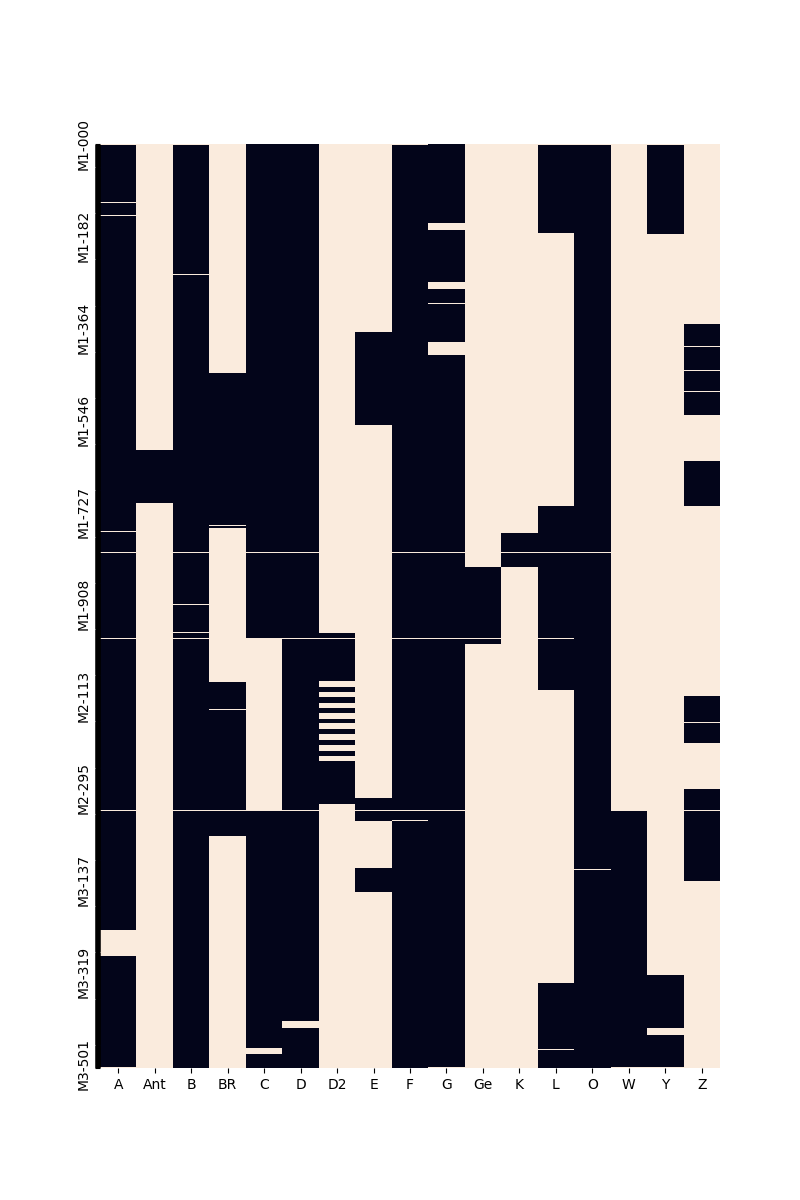 M1-000
M1-182
M1-364
M1-546
M1-727
M1-908
M2-113
M2-295
M3-137
M3-319
M3-501
A Ant B BR C D D2 E F G Ge K L O W Y Z